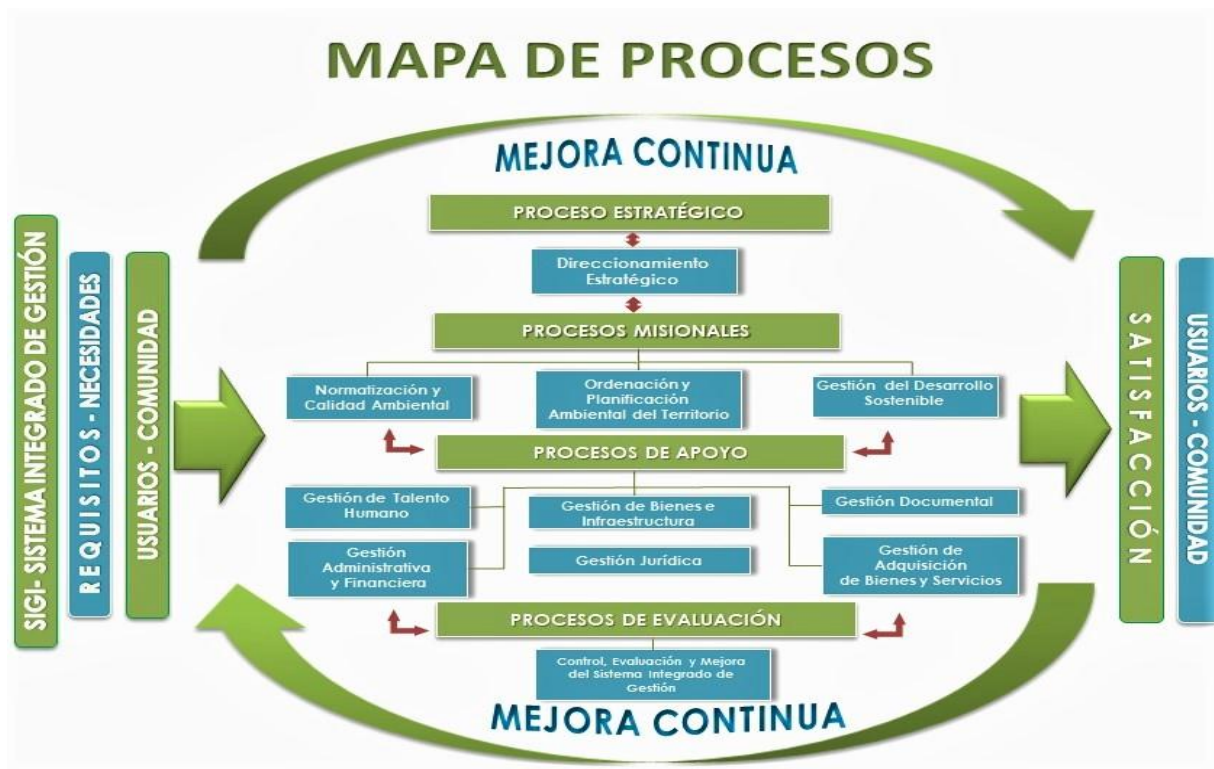 MAPA DE PROCESOS
MEJORA CONTINUA
SIGI- SISTEMA INTEGRADO DE GESTIÓN
REQUISITOS - NECESIDADES
USUARIOS - COMUNIDAD
PROCESO ESTRATÉGICO
Direccionamiento
Estratégico
PROCESOS MISIONALES
Normatización y
Calidad Ambiental
Ordenación y
Planificación
Ambiental del Territorio
Gestión del Desarrollo
Sostenible
PROCESOS DE APOYO
Gestión de Talento
Humano
Gestión de Bienes e
Infraestructura
Gestión Documental
Gestión
Administrativa
y Financiera
Gestión Jurídica
Gestión de
Adquisición
de Bienes y Servicios
PROCESOS DE EVALUACIÓN
Control, Evaluación y Mejora
del Sistema Integrado de
Gestión
MEJORA CONTINUA
SATISFACCIÓN
USUARIOS - COMUNIDAD